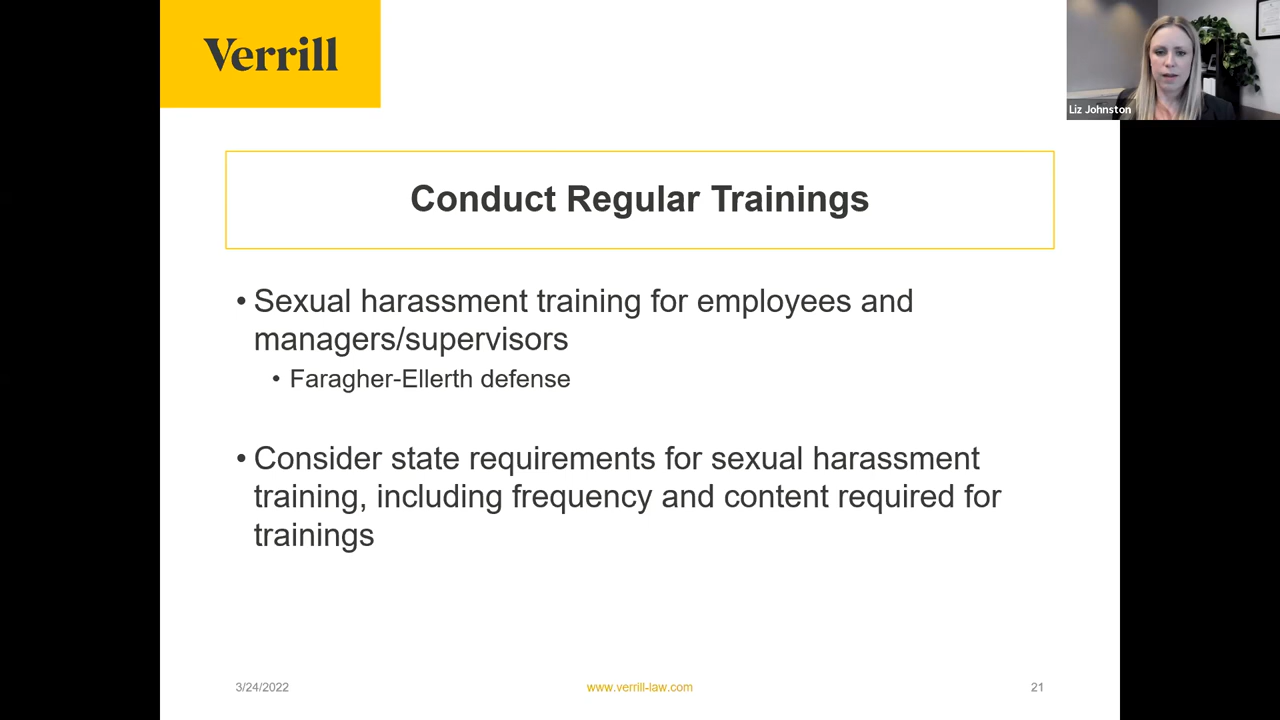 Verrill
Liz Johnston
Conduct Regular Trainings
• Sexual harassment training for employees and
managers/supervisors
• Faragher-Ellerth defense
• Consider state requirements for sexual harassment
training, including frequency and content required for
trainings
3/24/2022
www.verrill-law.com
21